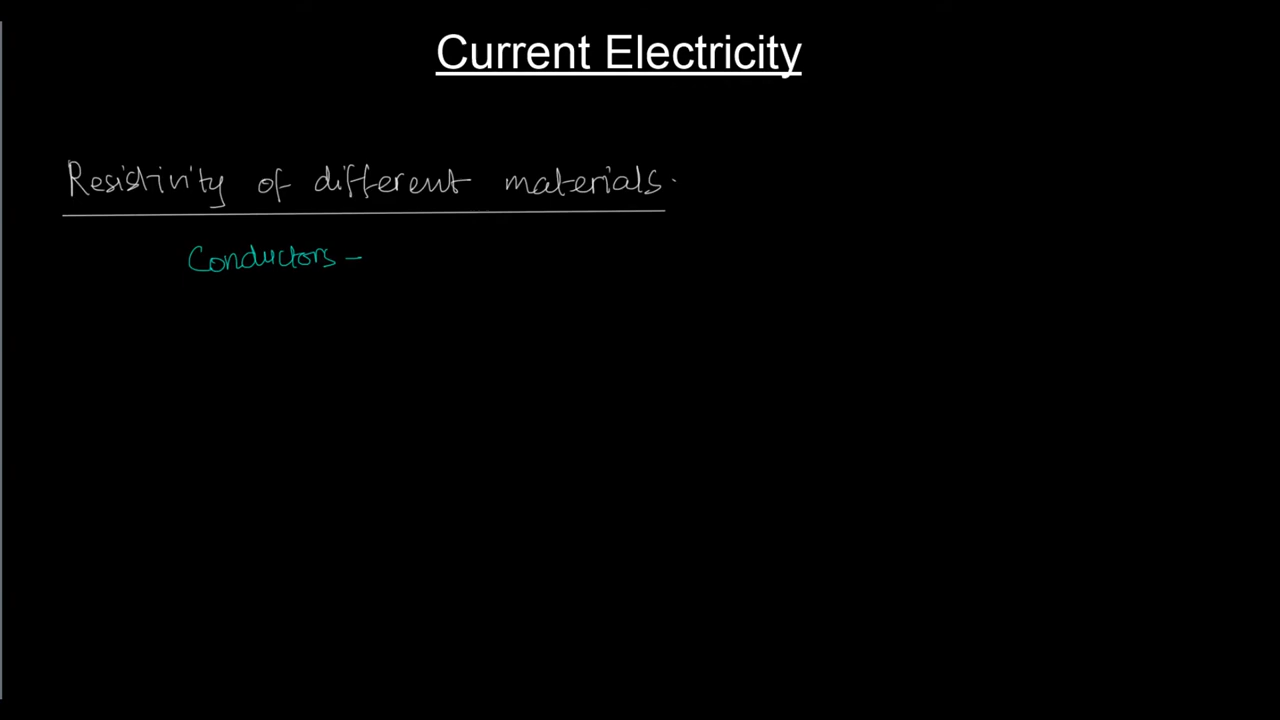 Current Electricity
Resistivity of different materials.
Conductors -